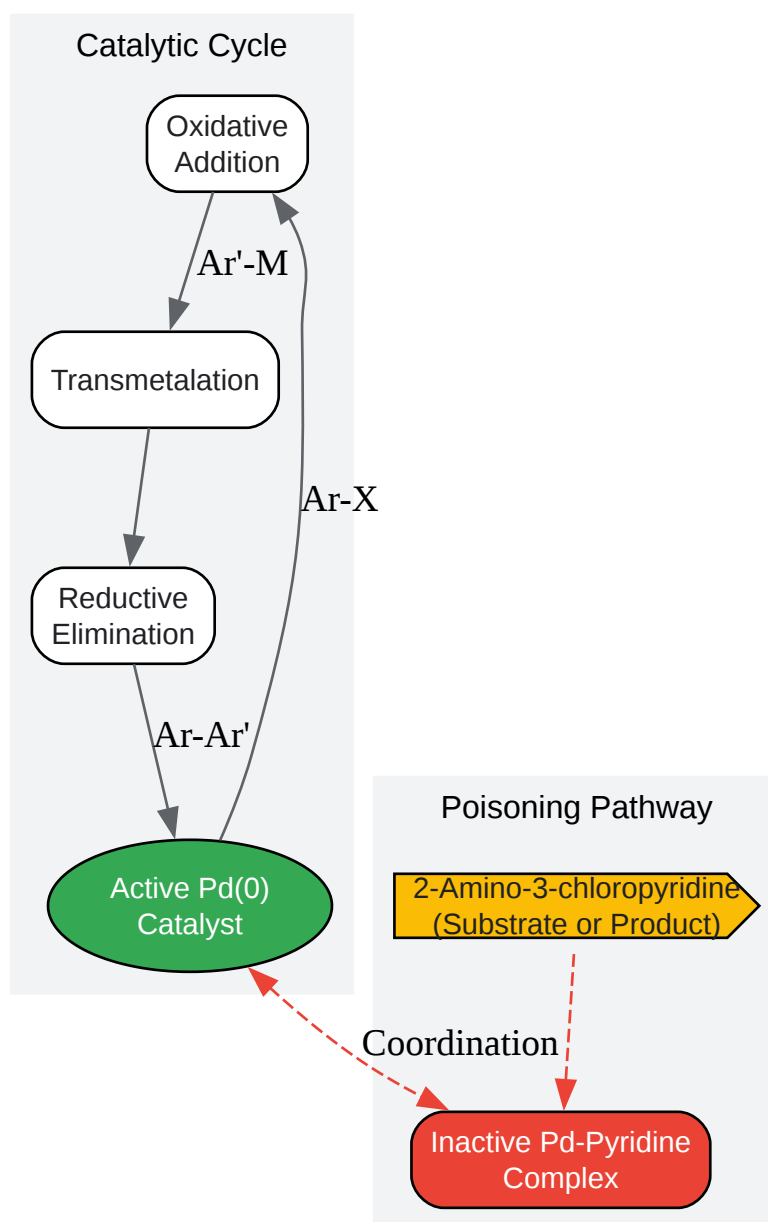 Catalytic Cycle
Oxidative
Addition
Ar'-M
Transmetalation
Ar-X
Reductive
Elimination
Ar-Ar'
Active Pd(0)
Catalyst
Poisoning Pathway
2-Amino-3-chloropyridine
(Substrate or Product)
Coordination
Inactive Pd-Pyridine
Complex